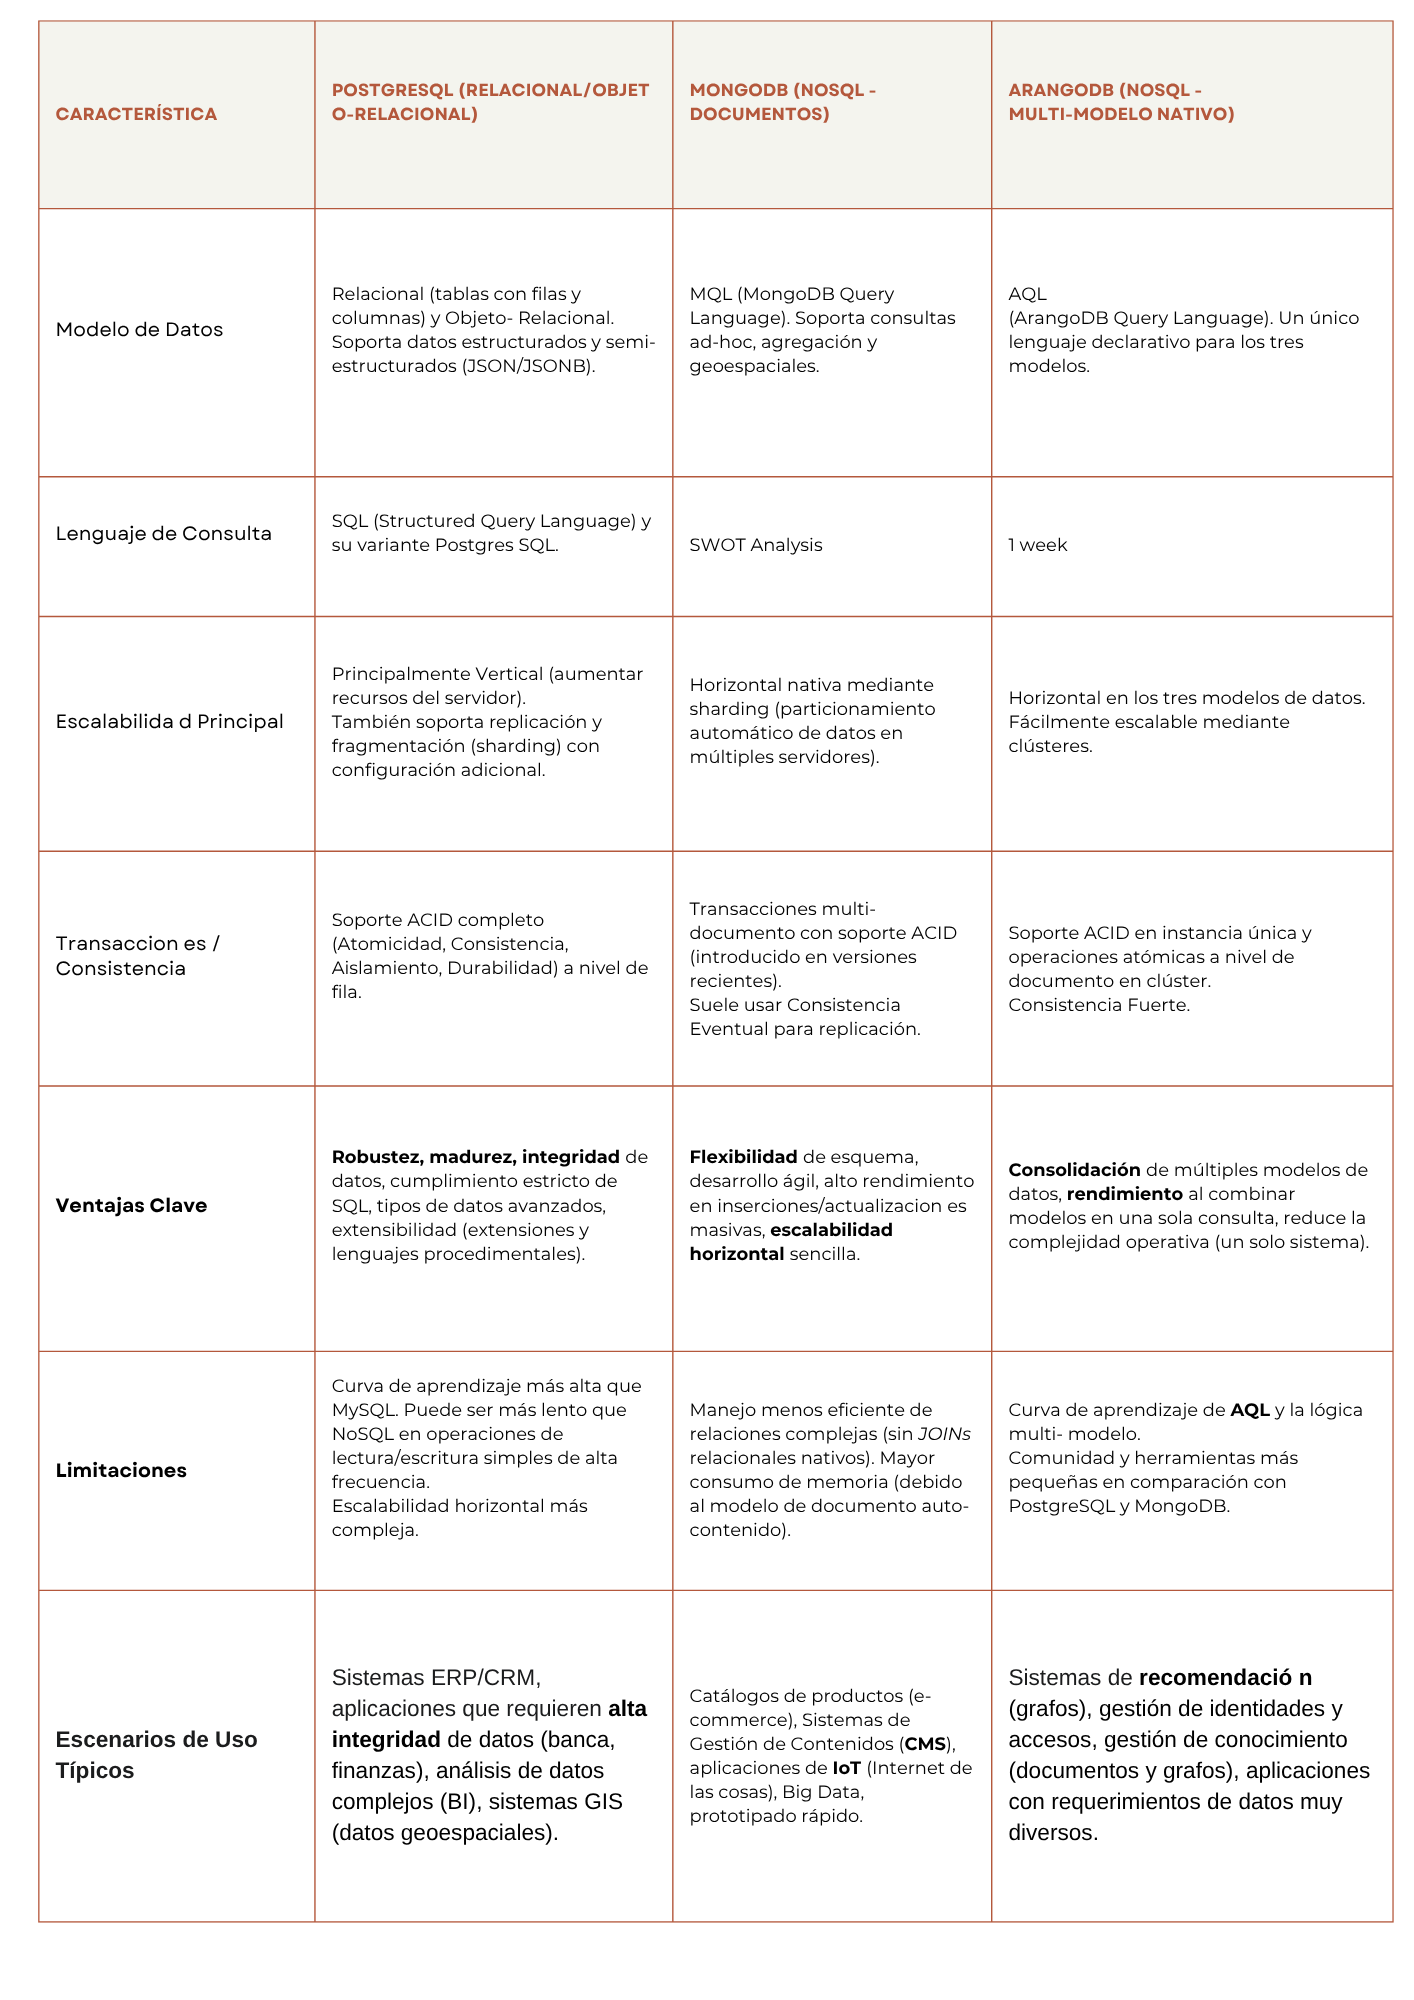 CARACTERÍSTICA
POSTGRESQL (RELACIONAL/OBJET
O-RELACIONAL)
MONGODB (NOSQL -
DOCUMENTOS)
ARANGODB (NOSQL -
MULTI-MODELO NATIVO)
Modelo de Datos
Relacional (tablas con filas y
columnas) y Objeto- Relacional.
Soporta datos estructurados y semi-
estructurados (JSON/JSONB).
MQL (MongoDB Query
Language). Soporta consultas
ad-hoc, agregación y
geoespaciales.
AQL
(ArangoDB Query Language). Un único
lenguaje declarativo para los tres
modelos.
Lenguaje de Consulta
SQL (Structured Query Language) y
su variante Postgres SQL.
SWOT Analysis
1 week
Escalabilida d Principal
Principalmente Vertical (aumentar
recursos del servidor).
También soporta replicación y
fragmentación (sharding) con
configuración adicional.
Horizontal nativa mediante
sharding (particionamiento
automático de datos en
múltiples servidores).
Horizontal en los tres modelos de datos.
Fácilmente escalable mediante
clústeres.
Transaccion es /
Consistencia
Soporte ACID completo
(Atomicidad, Consistencia,
Aislamiento, Durabilidad) a nivel de
fila.
Transacciones multi-
documento con soporte ACID
(introducido en versiones
recientes).
Suele usar Consistencia
Eventual para replicación.
Soporte ACID en instancia única y
operaciones atómicas a nivel de
documento en clúster.
Consistencia Fuerte.
Ventajas Clave
Robustez, madurez, integridad de
datos, cumplimiento estricto de
SQL, tipos de datos avanzados,
extensibilidad (extensiones y
lenguajes procedimentales).
Flexibilidad de esquema,
desarrollo ágil, alto rendimiento
en inserciones/actualizacion es
masivas, escalabilidad
horizontal sencilla.
Consolidación de múltiples modelos de
datos, rendimiento al combinar
modelos en una sola consulta, reduce la
complejidad operativa (un solo sistema).
Limitaciones
Curva de aprendizaje más alta que
MySQL. Puede ser más lento que
NoSQL en operaciones de
lectura/escritura simples de alta
frecuencia.
Escalabilidad horizontal más
compleja.
Manejo menos eficiente de
relaciones complejas (sin JOINs
relacionales nativos). Mayor
consumo de memoria (debido
al modelo de documento auto-
contenido).
Curva de aprendizaje de AQL y la lógica
multi- modelo.
Comunidad y herramientas más
pequeñas en comparación con
PostgreSQL y MongoDB.
Escenarios de Uso
Típicos
Sistemas ERP/CRM,
aplicaciones que requieren alta
integridad de datos (banca,
finanzas), análisis de datos
complejos (BI), sistemas GIS
(datos geoespaciales).
Catálogos de productos (e-
commerce), Sistemas de
Gestión de Contenidos (CMS),
aplicaciones de IoT (Internet de
las cosas), Big Data,
prototipado rápido.
Sistemas de recomendació n
(grafos), gestión de identidades y
accesos, gestión de conocimiento
(documentos y grafos), aplicaciones
con requerimientos de datos muy
diversos.